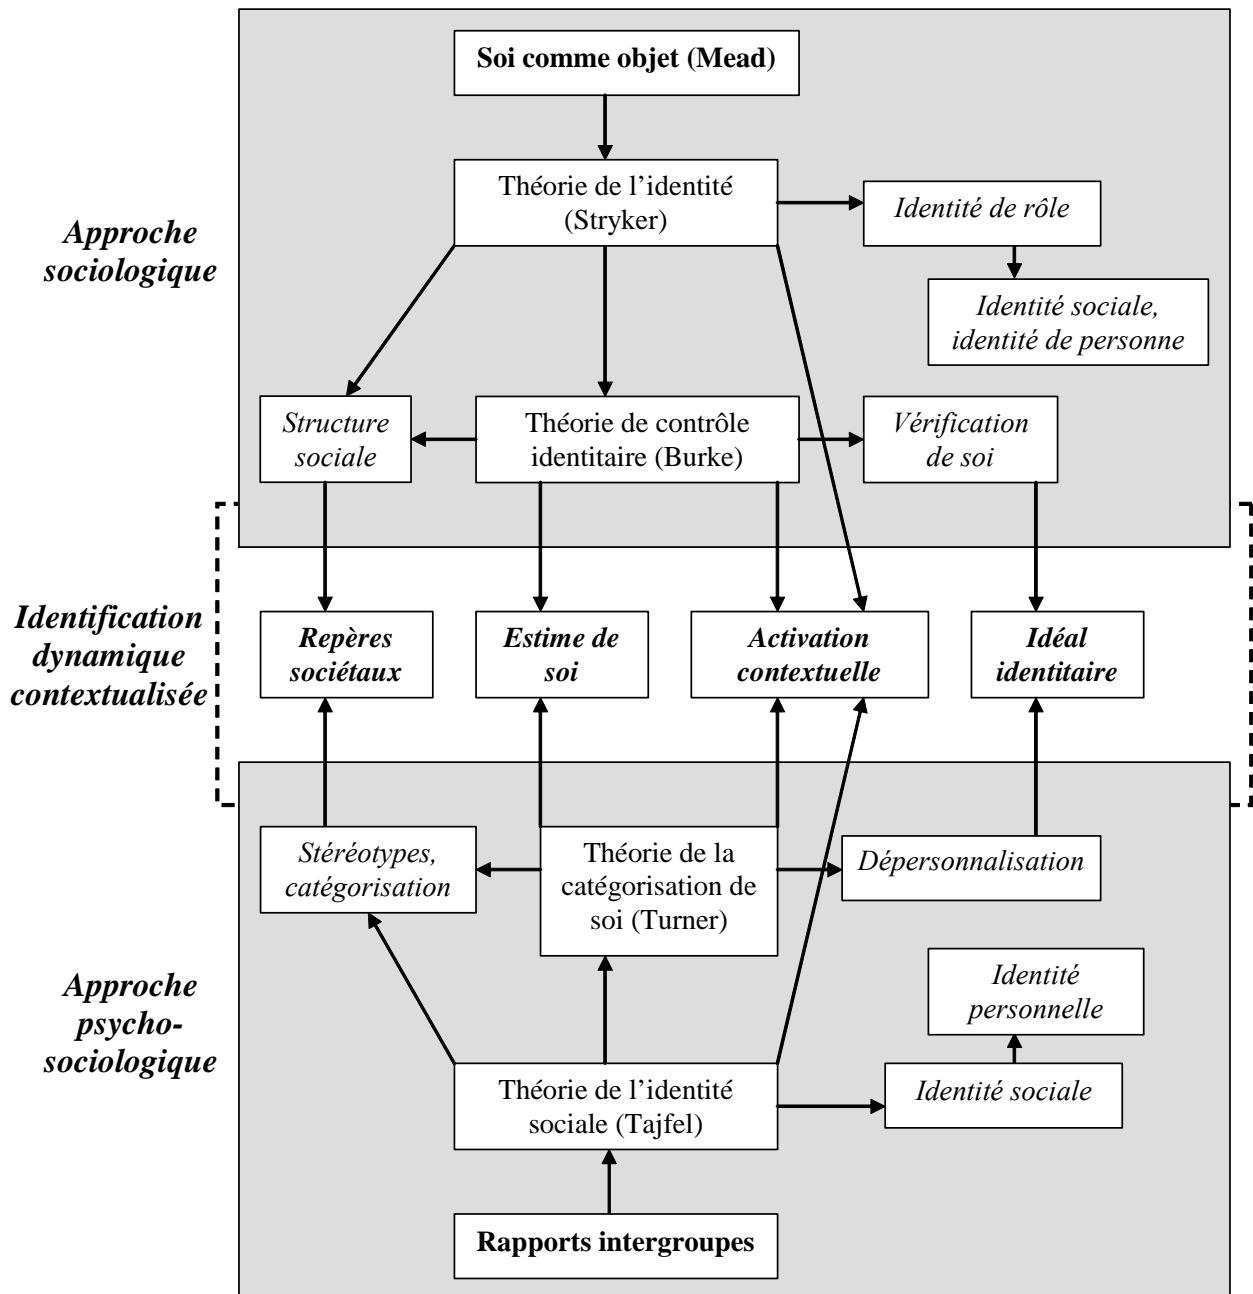 Soi comme objet (Mead)
Théorie de l’identité
(Stryker)
Identité de rôle
Approche
sociologique
Identité sociale,
identité de personne
Structure
sociale
Théorie de contrôle
identitaire (Burke)
Vérification
de soi
Identification
dynamique
contextualisée
Repères
sociétaux
Estime de
soi
Activation
contextuelle
Idéal
identitaire
Stéréotypes,
catégorisation
Théorie de la
catégorisation de
soi (Turner)
Dépersonnalisation
Approche
psycho-
sociologique
Identité
personnelle
Théorie de l’identité
sociale (Tajfel)
Identité sociale
Rapports intergroupes